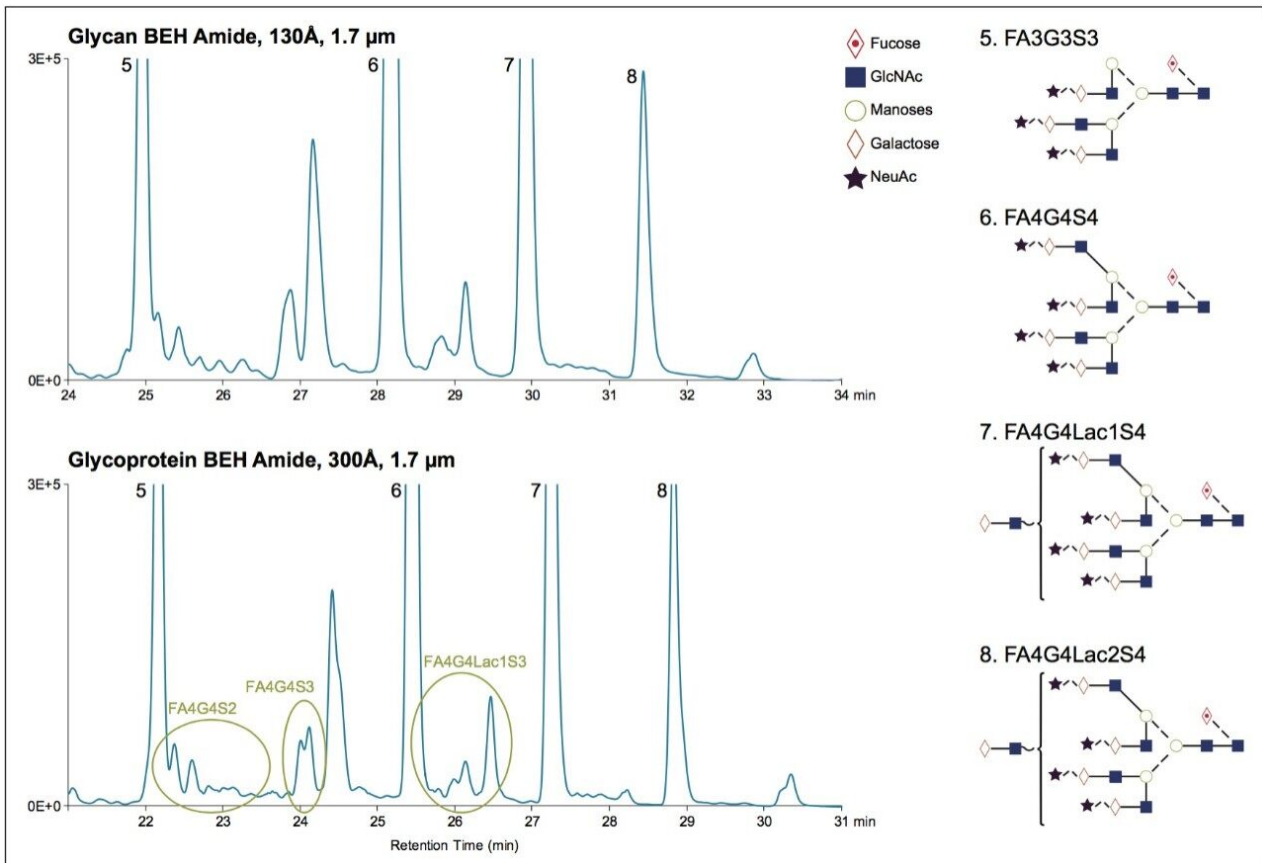 Glycan BEH Amide, 130Å, 1.7 µm
3E+5
5
6
7
8
0E+0
24 25 26 27 28 29 30 31 32 33 34 min
Fucose
GlcNAc
Manoses
Galactose
NeuAc
Glycoprotein BEH Amide, 300Å, 1.7 µm
3E+5
5
6
7
8
FA4G4S2
FA4G4S3
FA4G4Lac1S3
0E+0
22 23 24 25 26 27 28 29 30 31 min
Retention Time (min)
5. FA3G3S3
6. FA4G4S4
7. FA4G4Lac1S4
8. FA4G4Lac2S4